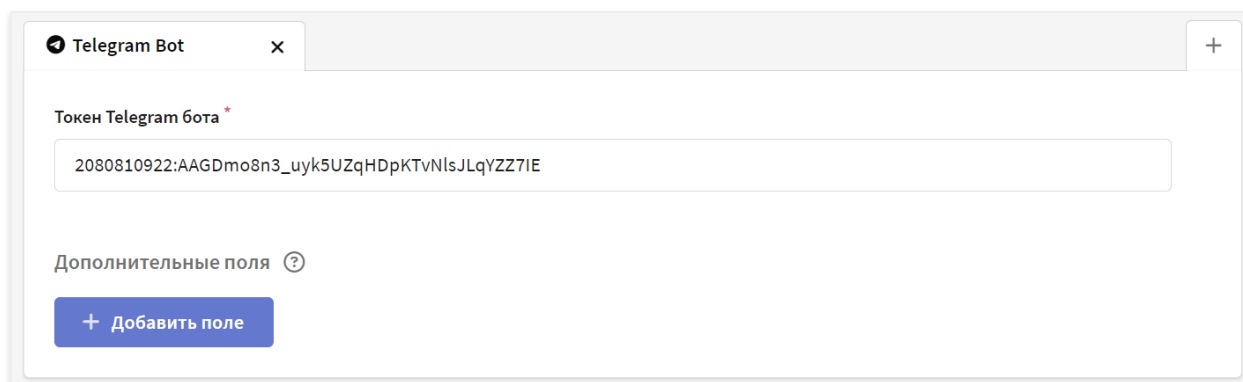 Telegram Bot
Токен Telegram бота *
2080810922:AAGDmo8n3_uyk5UZqHDpKTvNlsJLqYZZ7IE
Дополнительные поля ?
+ Добавить поле